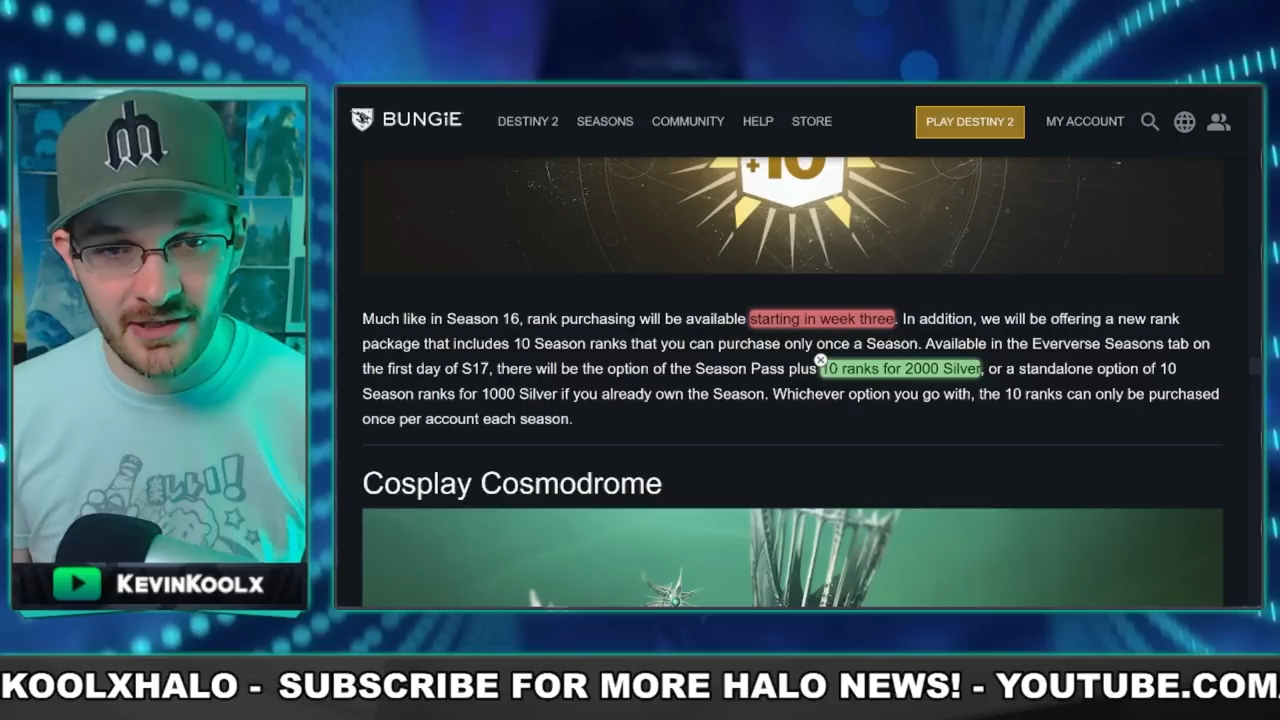 BUNGiE
DESTINY 2
SEASONS
COMMUNITY
HELP
STORE
PLAY DESTINY 2
MY ACCOUNT
+10
Much like in Season 16, rank purchasing will be available starting in week three. In addition, we will be offering a new rank
package that includes 10 Season ranks that you can purchase only once a Season. Available in the Eververse Seasons tab on
the first day of S17, there will be the option of the Season Pass plus 10 ranks for 2000 Silver, or a standalone option of 10
Season ranks for 1000 Silver if you already own the Season. Whichever option you go with, the 10 ranks can only be purchased
once per account each season.
Cosplay Cosmodrome
美しい!
KEVINKOOLX
KOOLXHALO - SUBSCRIBE FOR MORE HALO NEWS! - YOUTUBE.COM